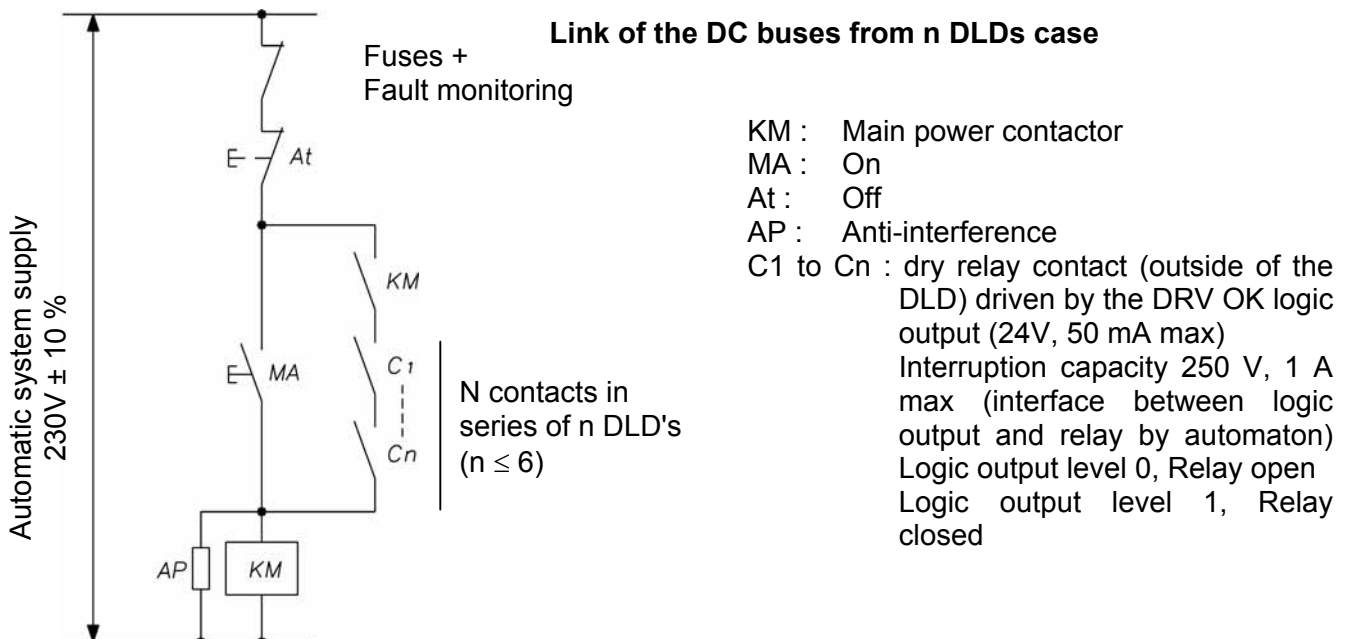 Link of the DC buses from n DLDs case
Fuses +
Fault monitoring
At
KM
MA
C1
Cn
N contacts in
series of n DLD's
(n ≤ 6)
AP
KM
Automatic system supply
230V ± 10 %
KM : Main power contactor
MA : On
At : Off
AP : Anti-interference
C1 to Cn : dry relay contact (outside of the
DLD) driven by the DRV OK logic
output (24V, 50 mA max)
Interruption capacity 250 V, 1 A
max (interface between logic
output and relay by automaton)
Logic output level 0, Relay open
Logic output level 1, Relay
closed